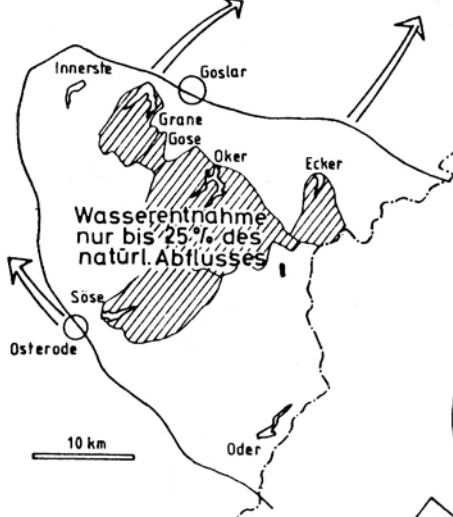 Innerste
Goslar
Grane
Gose
Oker
Ecker
Wasserentnahme
nur bis 25% des
natürl. Abflusses
Söse
Osterode
10 km
Oder